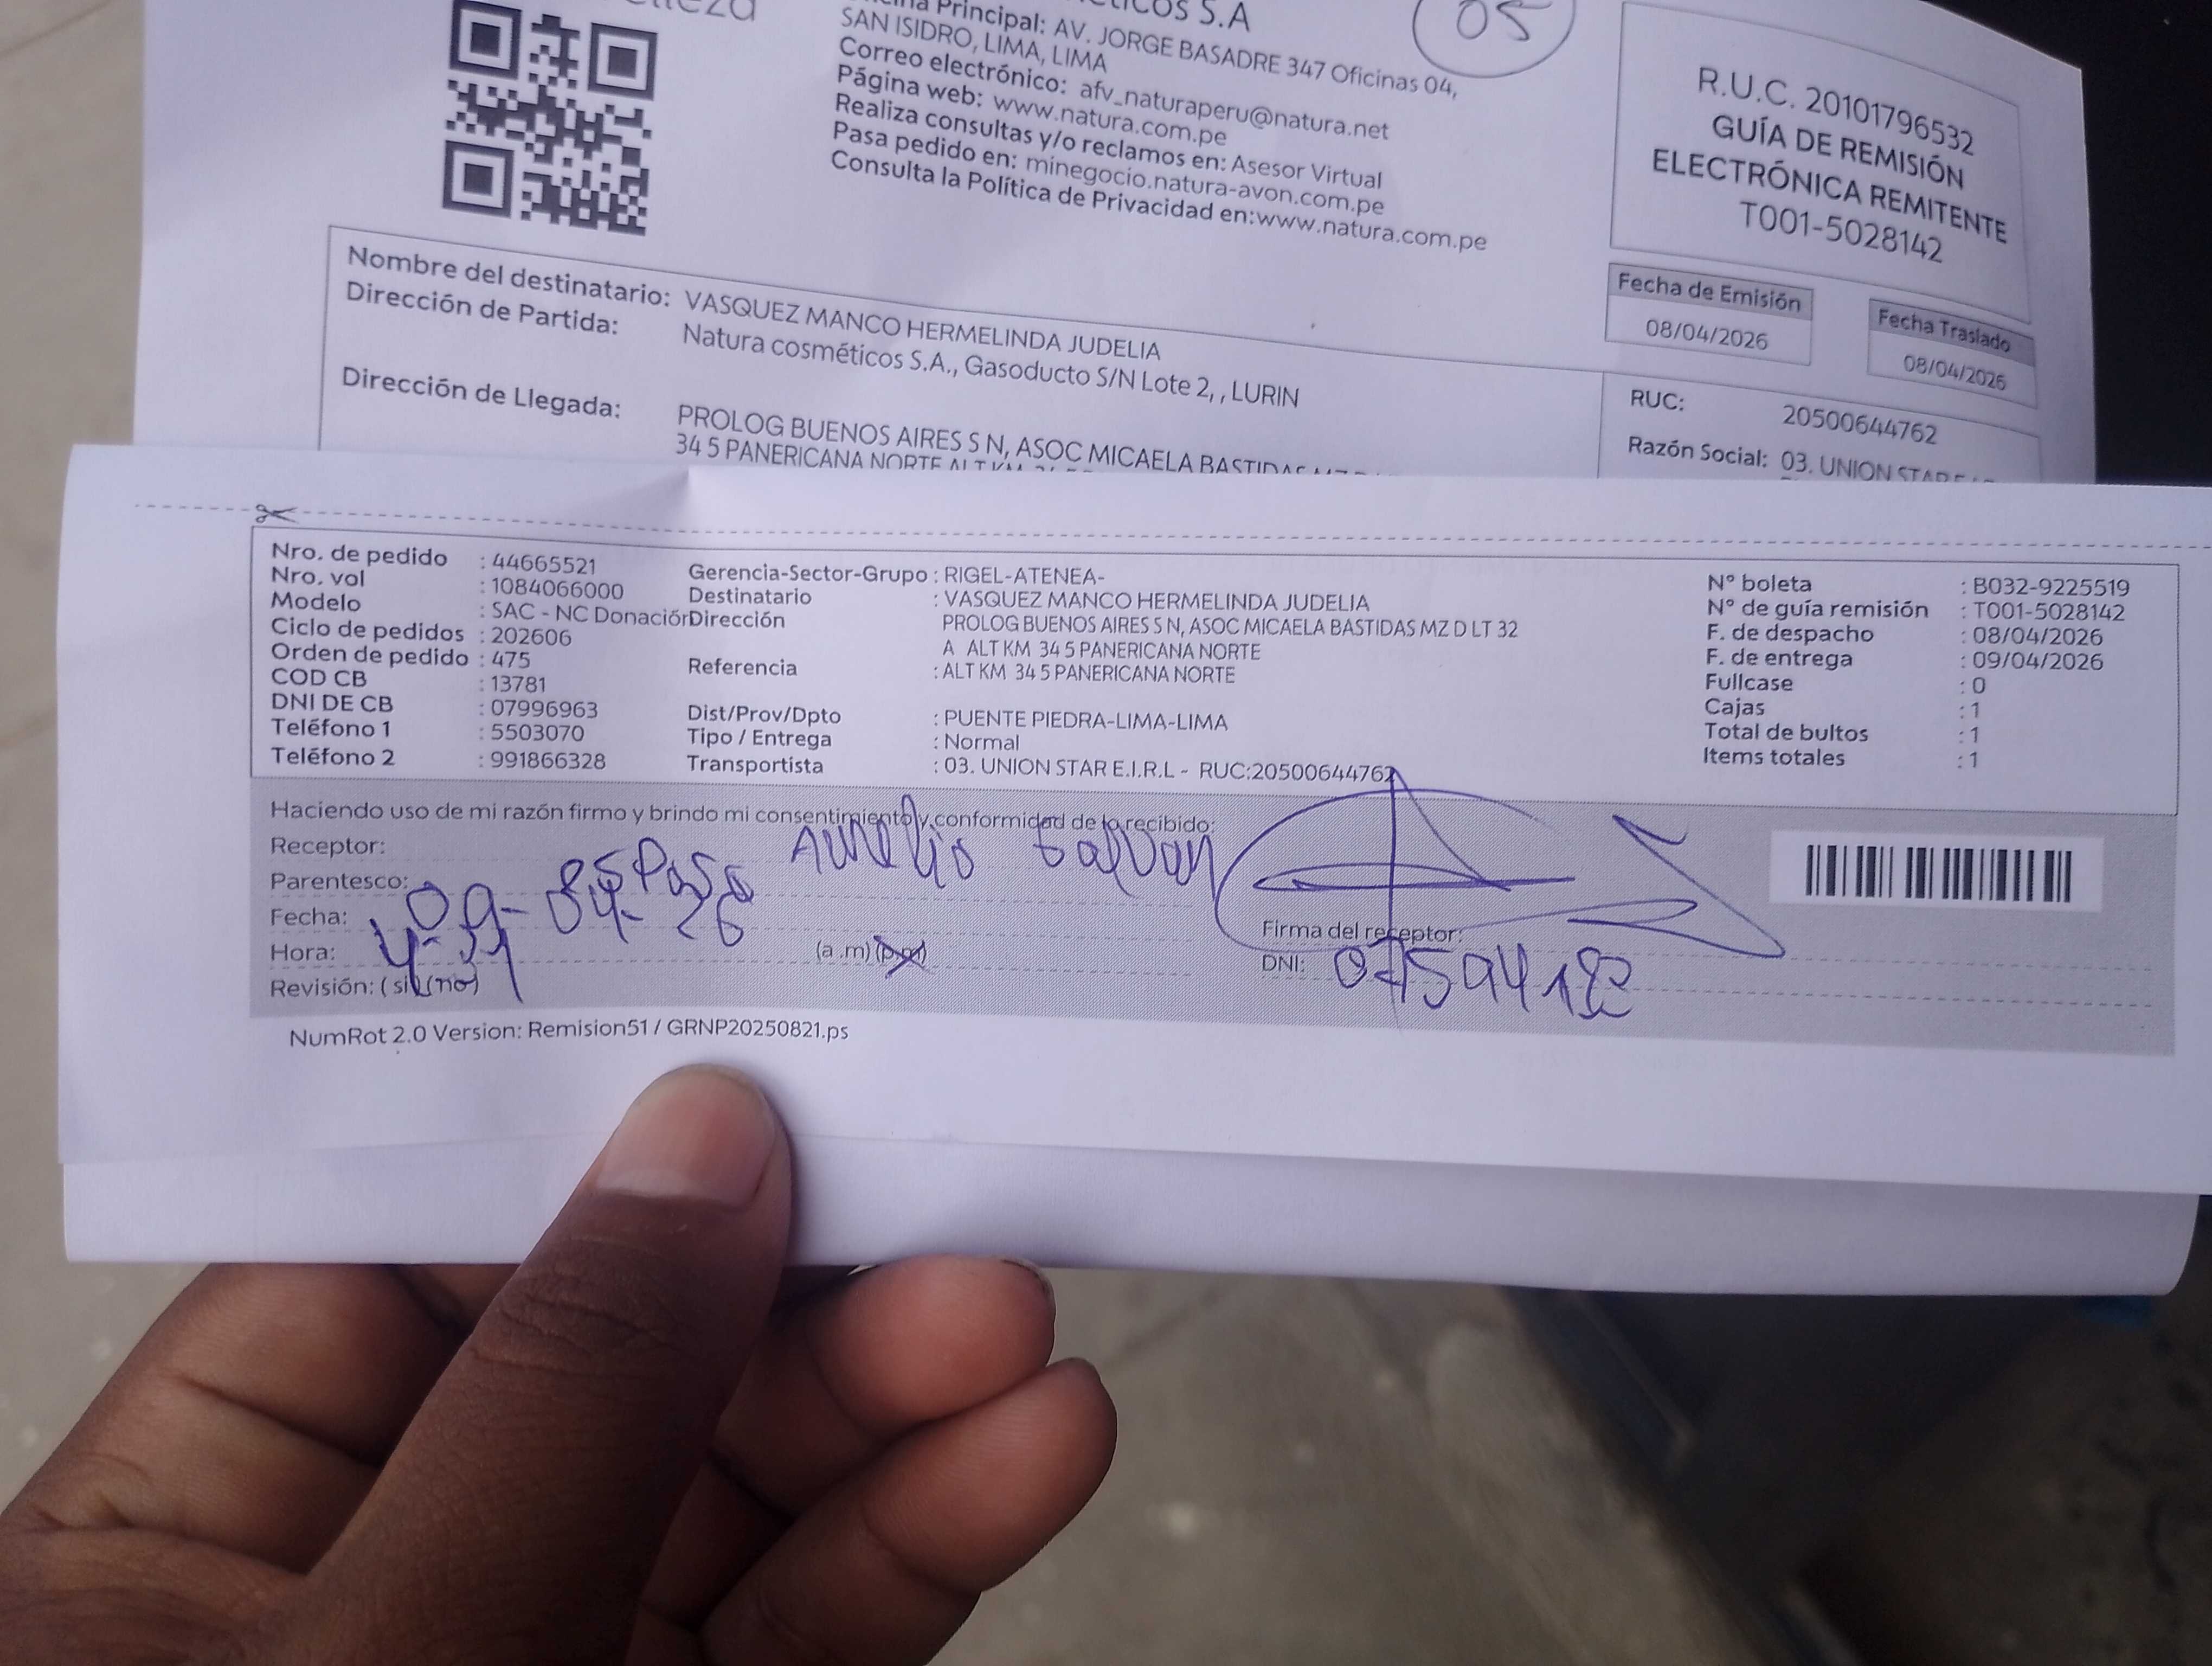 S.A
Principal: AV. JORGE BASADRE 347 Oficinas 04,
SAN ISIDRO, LIMA, LIMA
Correo electrónico: afv_naturaperu@natura.net
Página web: www.natura.com.pe
Realiza consultas y/o reclamos en: Asesor Virtual
Pasa pedido en: minegocio.natura-avon.com.pe
Consulta la Política de Privacidad en:www.natura.com.pe
05
R.U.C. 20101796532
GUÍA DE REMISIÓN
ELECTRÓNICA REMITENTE
T001-5028142
Fecha de Emisión
08/04/2026
Fecha Traslado
08/04/2026
Nombre del destinatario: VASQUEZ MANCO HERMELINDA JUDELIA
Dirección de Partida: Natura cosméticos S.A., Gasoducto S/N Lote 2, , LURIN
Dirección de Llegada: PROLOG BUENOS AIRES S N, ASOC MICAELA BASTIDAS MZ
34 5 PANERICANA NORTE ALT KM
RUC: 20500644762
Razón Social: 03. UNION STAR
Nro. de pedido : 44665521
Nro. vol : 1084066000
Modelo : SAC - NC Donación
Ciclo de pedidos : 202606
Orden de pedido : 475
COD CB : 13781
DNI DE CB : 07996963
Teléfono 1 : 5503070
Teléfono 2 : 991866328
Gerencia-Sector-Grupo : RIGEL-ATENEA-
Destinatario : VASQUEZ MANCO HERMELINDA JUDELIA
Dirección PROLOG BUENOS AIRES S N, ASOC MICAELA BASTIDAS MZ D LT 32
A ALT KM 34 5 PANERICANA NORTE
Referencia : ALT KM 34 5 PANERICANA NORTE
Dist/Prov/Dpto : PUENTE PIEDRA-LIMA-LIMA
Tipo / Entrega : Normal
Transportista : 03. UNION STAR E.I.R.L - RUC:20500644762
N° boleta : B032-9225519
N° de guía remisión : T001-5028142
F. de despacho : 08/04/2026
F. de entrega : 09/04/2026
Fullcase : 0
Cajas : 1
Total de bultos : 1
Items totales : 1
Haciendo uso de mi razón firmo y brindo mi consentimiento y conformidad de lo recibido:
Receptor: Aurelio Galvan
Parentesco: esposo
Fecha: 09-04-26
Hora: (a.m) (p.m)
Revisión: ( si ) (no)
Firma del receptor:
DNI:
NumRot 2.0 Version: Remision51 / GRNP20250821.ps